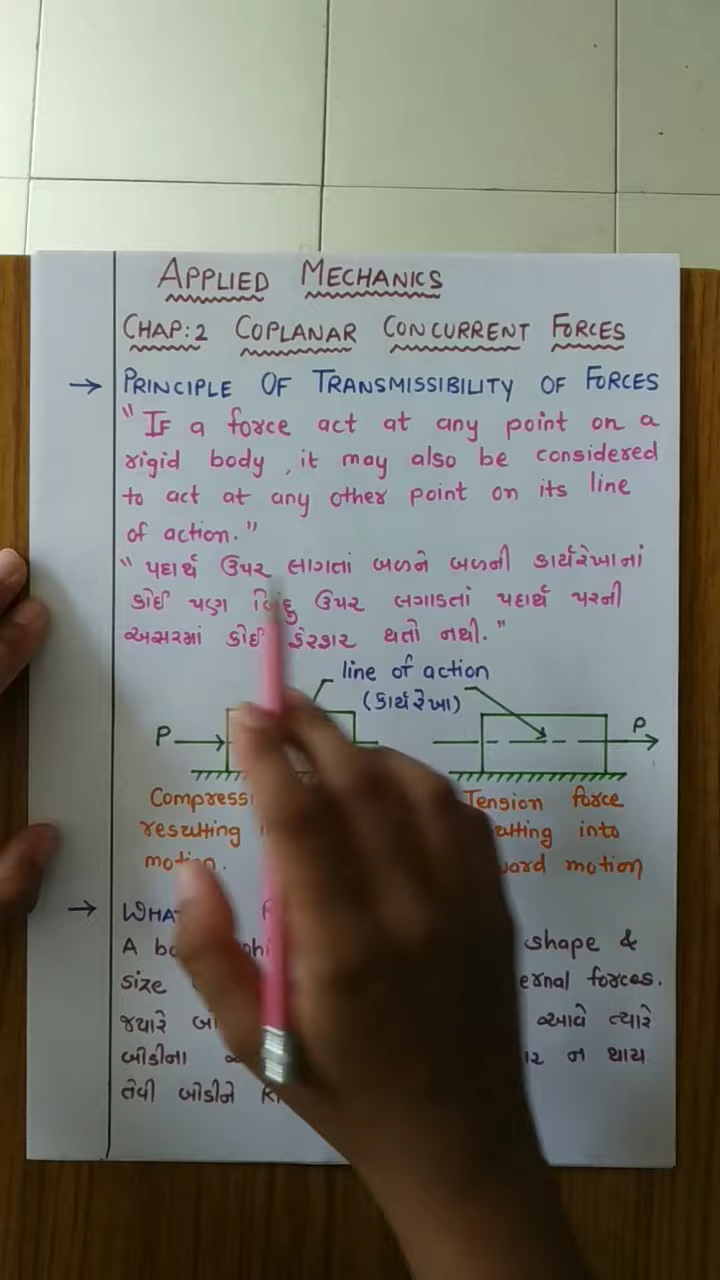 APPLIED MECHANICS
CHAP:2 COPLANAR CONCURRENT FORCES
→ PRINCIPLE OF TRANSMISSIBILITY OF FORCES
"IF a force act at any point on a
rigid body, it may also be considered
to act at any other point on its line
of action."
"પદાર્થ ઉપર લાગતાં બળને બળની કાર્યરેખાનાં
કોઈ પણ બિંદુ ઉપર લગાડતાં પદાર્થ પરની
અસરમાં કોઈ ફેરફાર થતો નથી."
line of action
(કાર્યરેખા)
P
P
Tension force
resulting
into
motion.
motion
→ WHAT
A shape &
size forces.
જ્યારે આવે ત્યારે
બોડીના ન થાય
તેવી બોડીને